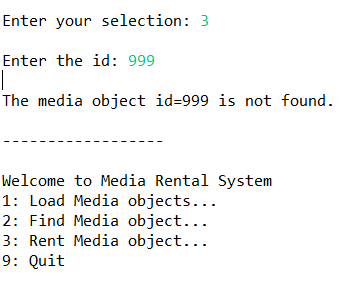 Enter your selection: 3
Enter the id: 999
The media object id=999 is not found.
------------------
Welcome to Media Rental System
1: Load Media objects...
2: Find Media object...
3: Rent Media object...
9: Quit